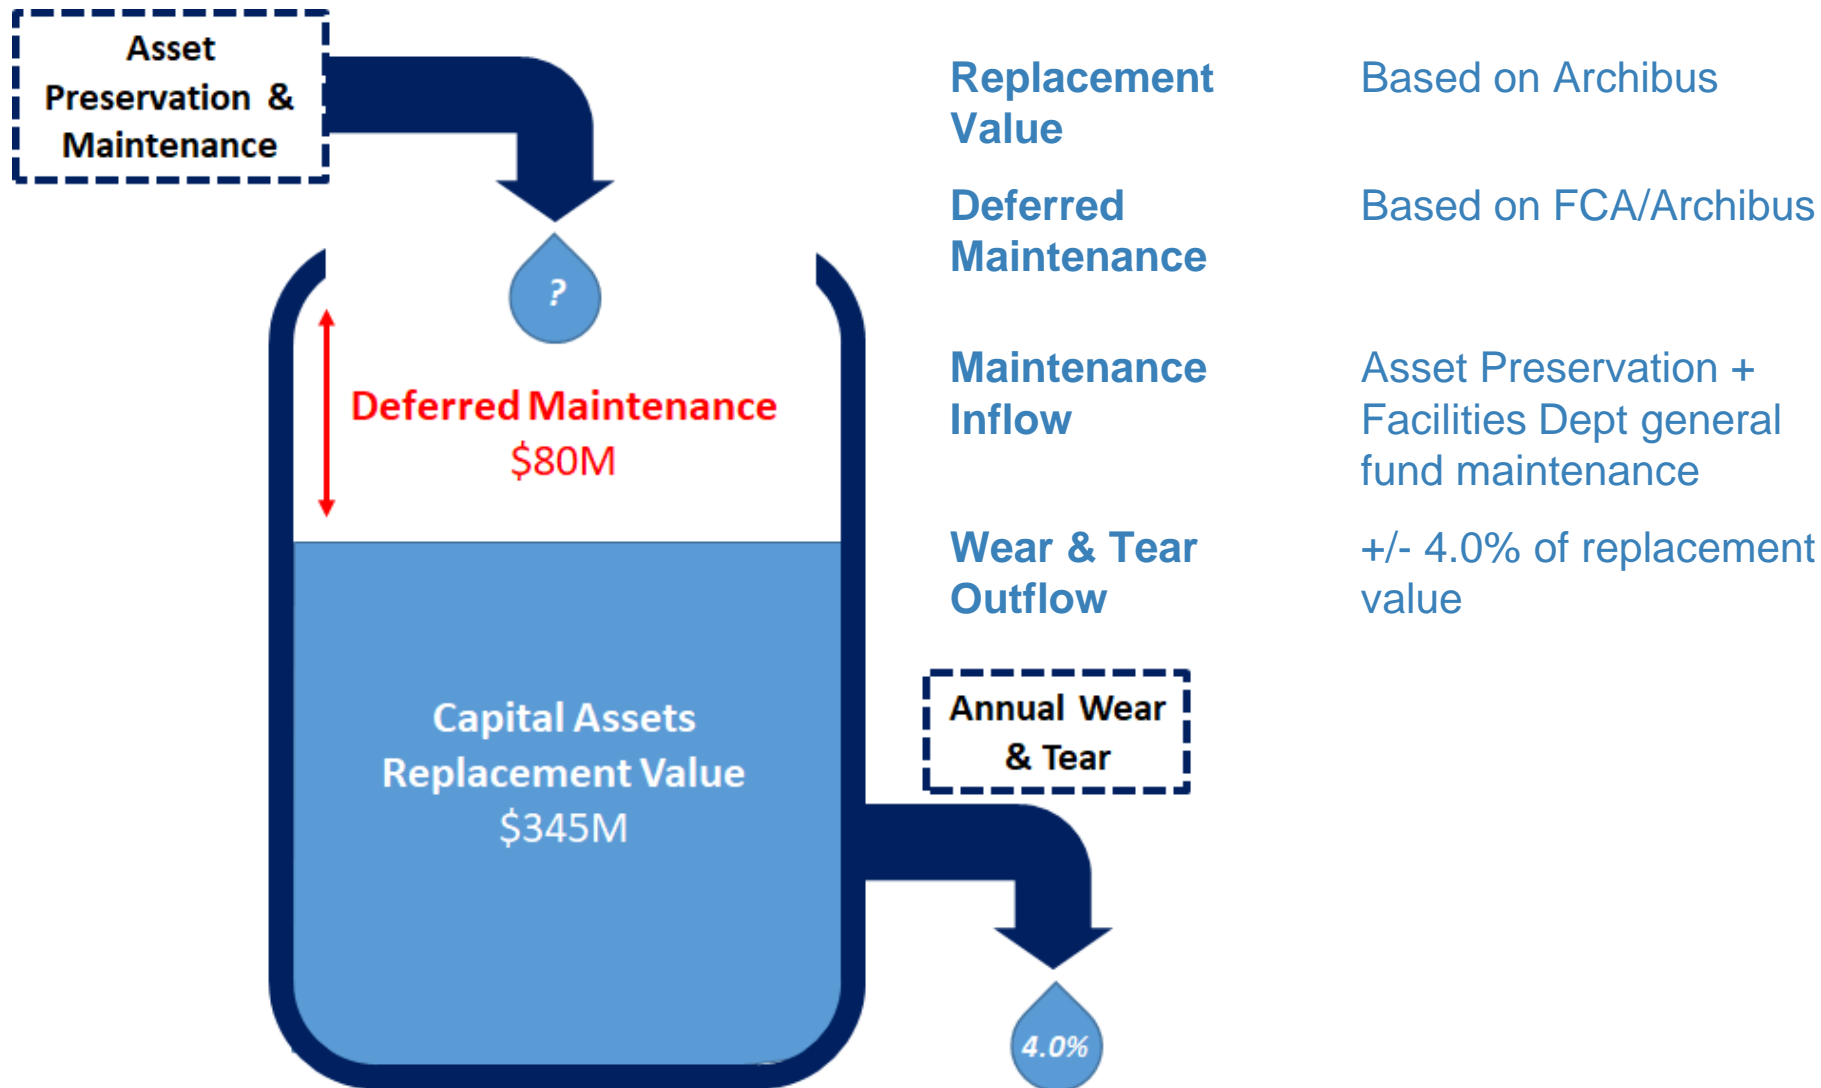 Asset
Preservation &
Maintenance
?
Deferred Maintenance
$80M
Capital Assets
Replacement Value
$345M
Annual Wear
& Tear
4.0%
Replacement
Value
Based on Archibus
Deferred
Maintenance
Based on FCA/Archibus
Maintenance
Inflow
Asset Preservation +
Facilities Dept general
fund maintenance
Wear & Tear
Outflow
+/- 4.0% of replacement
value